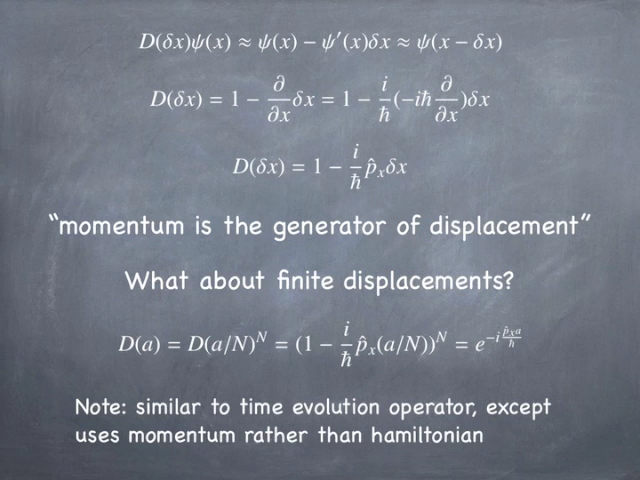 D(δx)ψ(x) ≈ ψ(x) − ψ′(x)δx ≈ ψ(x − δx)
D(δx) = 1 − ∂/∂x δx = 1 − i/ħ(−iħ ∂/∂x)δx
D(δx) = 1 − i/ħ p̂ₓδx
“momentum is the generator of displacement”
What about finite displacements?
D(a) = D(a/N)^N = (1 − i/ħ p̂ₓ(a/N))^N = e^(−i p̂ₓa/ħ)
Note: similar to time evolution operator, except
uses momentum rather than hamiltonian